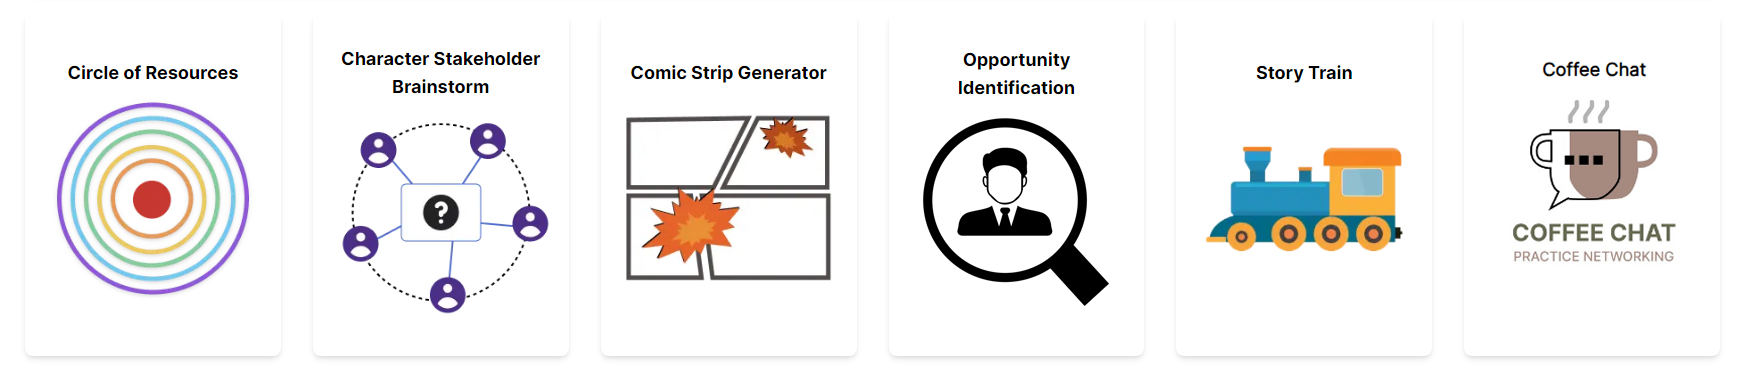 Circle of Resources
Character Stakeholder
Brainstorm
?
Comic Strip Generator
Opportunity
Identification
Story Train
Coffee Chat
COFFEE CHAT
PRACTICE NETWORKING